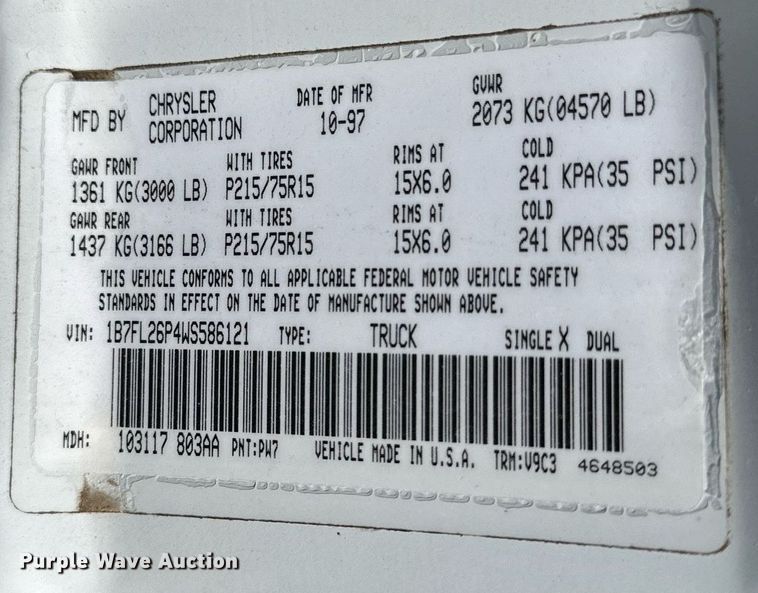 MFD BY CHRYSLER CORPORATION DATE OF MFR 10-97 GVWR 2073 KG(04570 LB)
GAWR FRONT WITH TIRES RIMS AT COLD
1361 KG(3000 LB) P215/75R15 15X6.0 241 KPA(35 PSI)
GAWR REAR WITH TIRES RIMS AT COLD
1437 KG(3166 LB) P215/75R15 15X6.0 241 KPA(35 PSI)
THIS VEHICLE CONFORMS TO ALL APPLICABLE FEDERAL MOTOR VEHICLE SAFETY
STANDARDS IN EFFECT ON THE DATE OF MANUFACTURE SHOWN ABOVE.
VIN: 1B7FL26P4WS586121 TYPE: TRUCK SINGLE X DUAL
MDH: 103117 803AA PNT:PW7 VEHICLE MADE IN U.S.A. TRM:V9C3 4648503
Purple Wave Auction